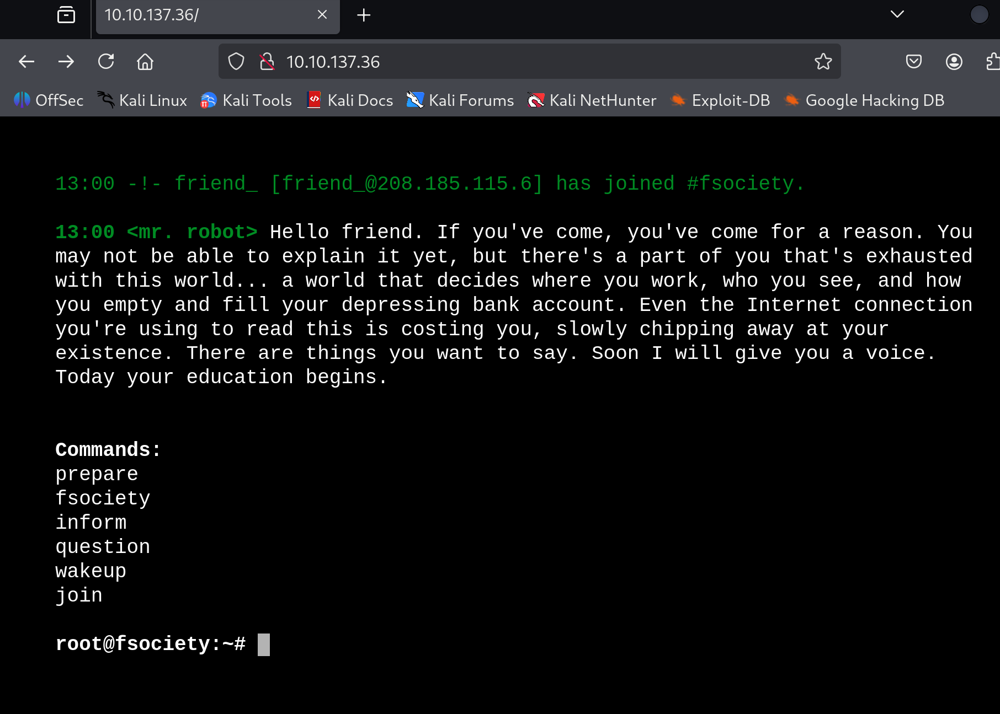 10.10.137.36/
10.10.137.36
OffSec Kali Linux Kali Tools Kali Docs Kali Forums Kali NetHunter Exploit-DB Google Hacking DB
13:00 -!- friend_ [friend_@208.185.115.6] has joined #fsociety.
13:00 <mr. robot> Hello friend. If you've come, you've come for a reason. You
may not be able to explain it yet, but there's a part of you that's exhausted
with this world... a world that decides where you work, who you see, and how
you empty and fill your depressing bank account. Even the Internet connection
you're using to read this is costing you, slowly chipping away at your
existence. There are things you want to say. Soon I will give you a voice.
Today your education begins.
Commands:
prepare
fsociety
inform
question
wakeup
join
root@fsociety:~#